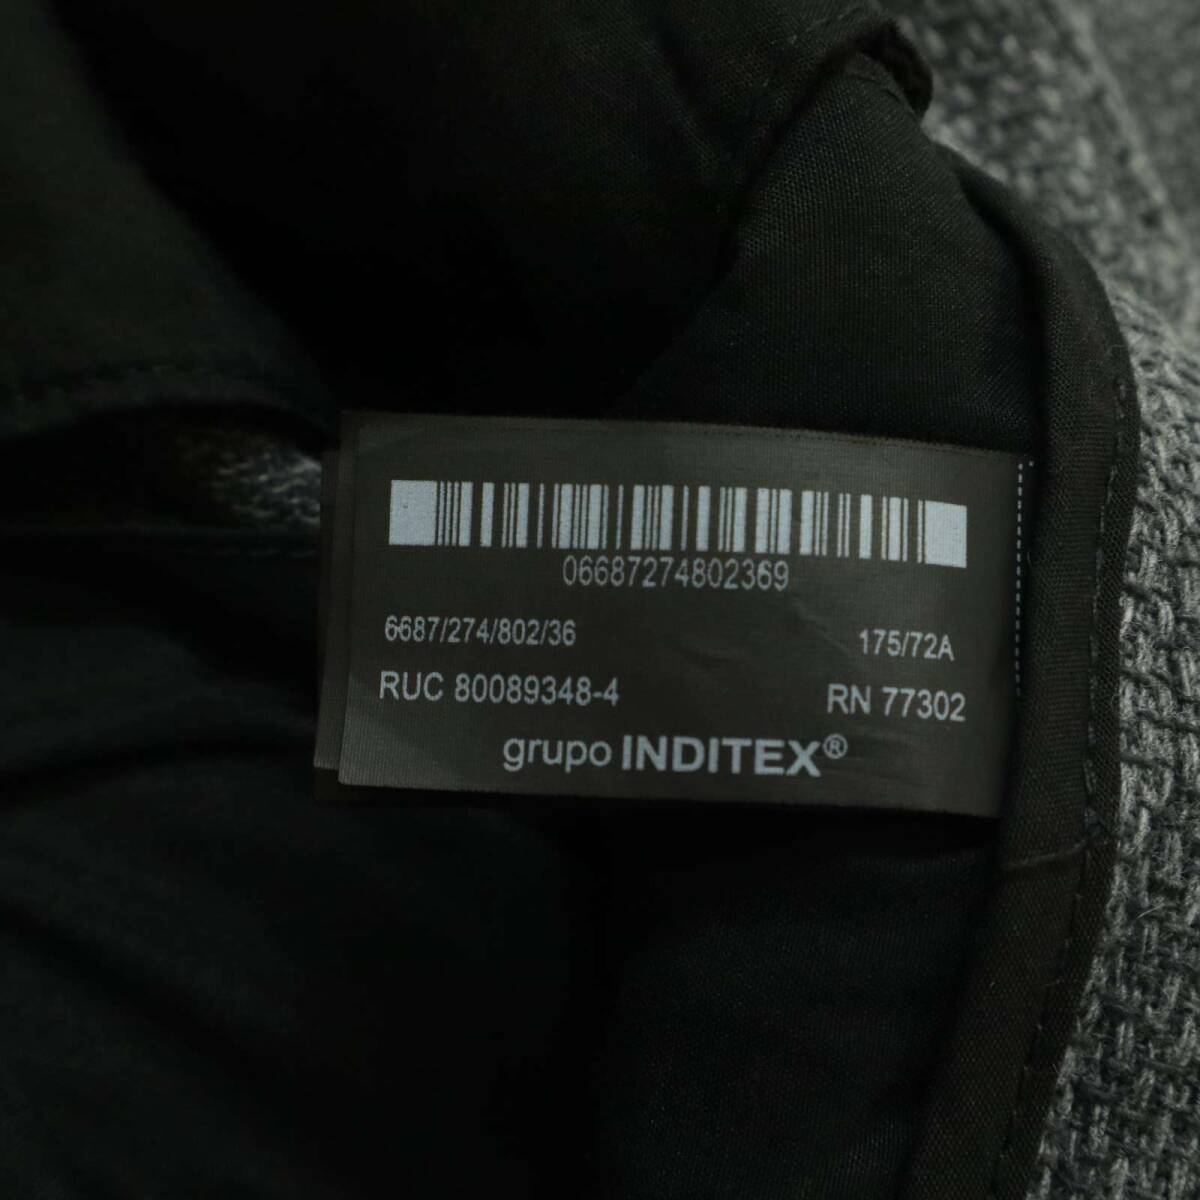 06687274802369
6687/274/802/36 175/72A
RUC 80089348-4 RN 77302
grupo INDITEX®